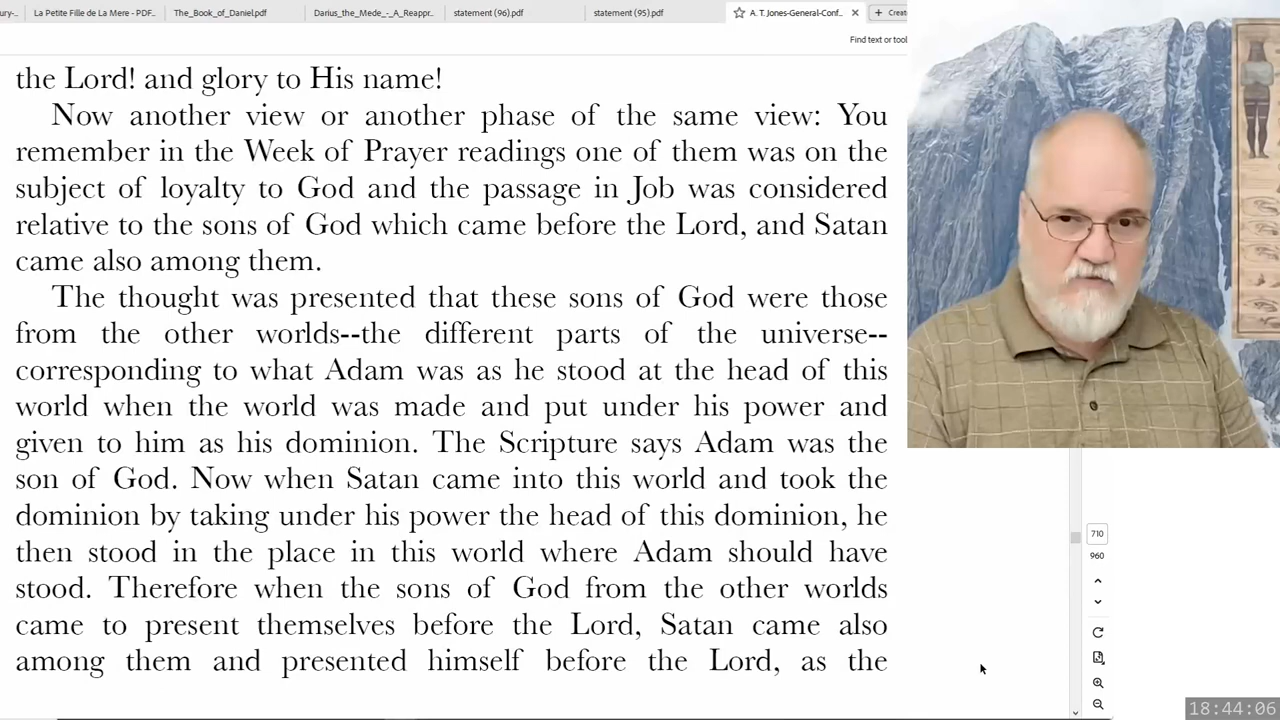 ury-...
La Petite Fille de La Mere - PDF...
The_Book_of_Daniel.pdf
Darius_the_Mede_-_A_Reappr...
statement (96).pdf
statement (95).pdf
A. T. Jones-General-Conf...
Creat
Find text or tool
the Lord! and glory to His name!
Now another view or another phase of the same view: You
remember in the Week of Prayer readings one of them was on the
subject of loyalty to God and the passage in Job was considered
relative to the sons of God which came before the Lord, and Satan
came also among them.
The thought was presented that these sons of God were those
from the other worlds--the different parts of the universe--
corresponding to what Adam was as he stood at the head of this
world when the world was made and put under his power and
given to him as his dominion. The Scripture says Adam was the
son of God. Now when Satan came into this world and took the
dominion by taking under his power the head of this dominion, he
then stood in the place in this world where Adam should have
stood. Therefore when the sons of God from the other worlds
came to present themselves before the Lord, Satan came also
among them and presented himself before the Lord, as the
710
960
18:44:06